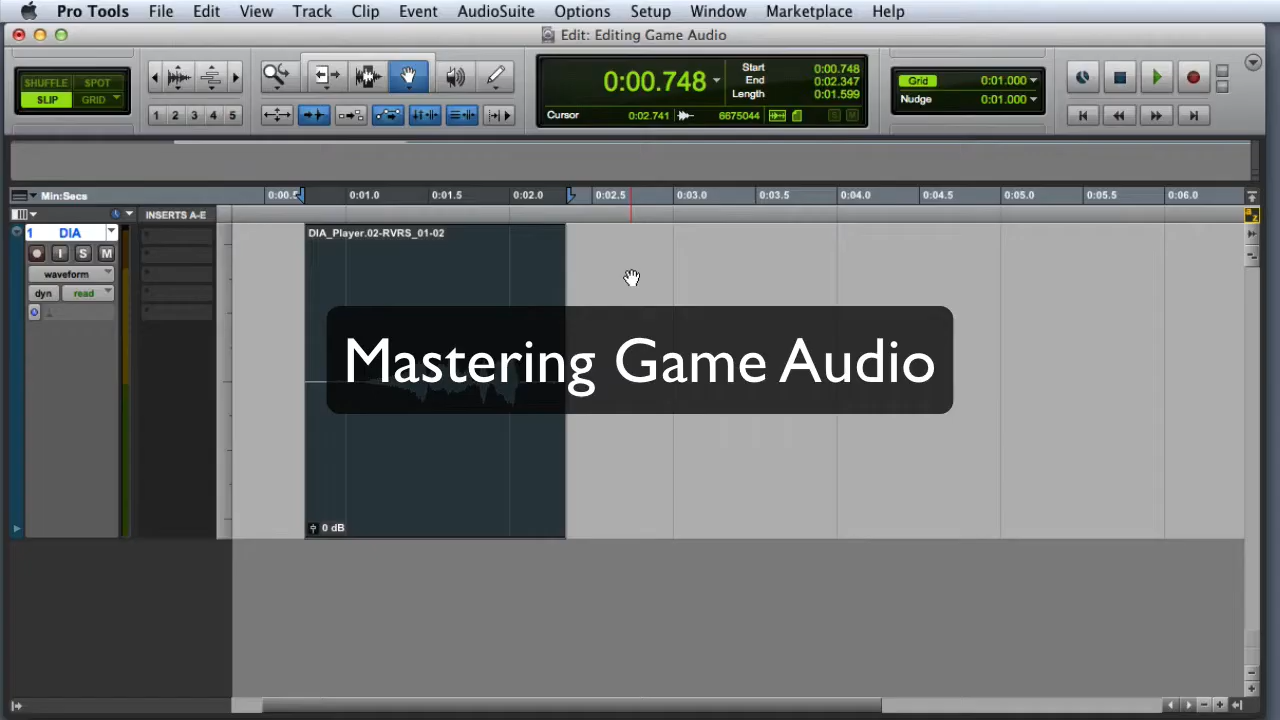 Pro Tools File Edit View Track Clip Event AudioSuite Options Setup Window Marketplace Help
Edit: Editing Game Audio
SHUFFLE SPOT
SLIP GRID
1 2 3 4 5
0:00.748
Start 0:00.748
End 0:02.347
Length 0:01.599
Cursor 0:02.741 6675044 S M
Grid 0:01.000
Nudge 0:01.000
Min:Secs 0:00.5 0:01.0 0:01.5 0:02.0 0:02.5 0:03.0 0:03.5 0:04.0 0:04.5 0:05.0 0:05.5 0:06.0
INSERTS A-E
a z
1 DIA
I S M
waveform
dyn read
DIA_Player.02-RVRS_01-02
Mastering Game Audio
0 dB